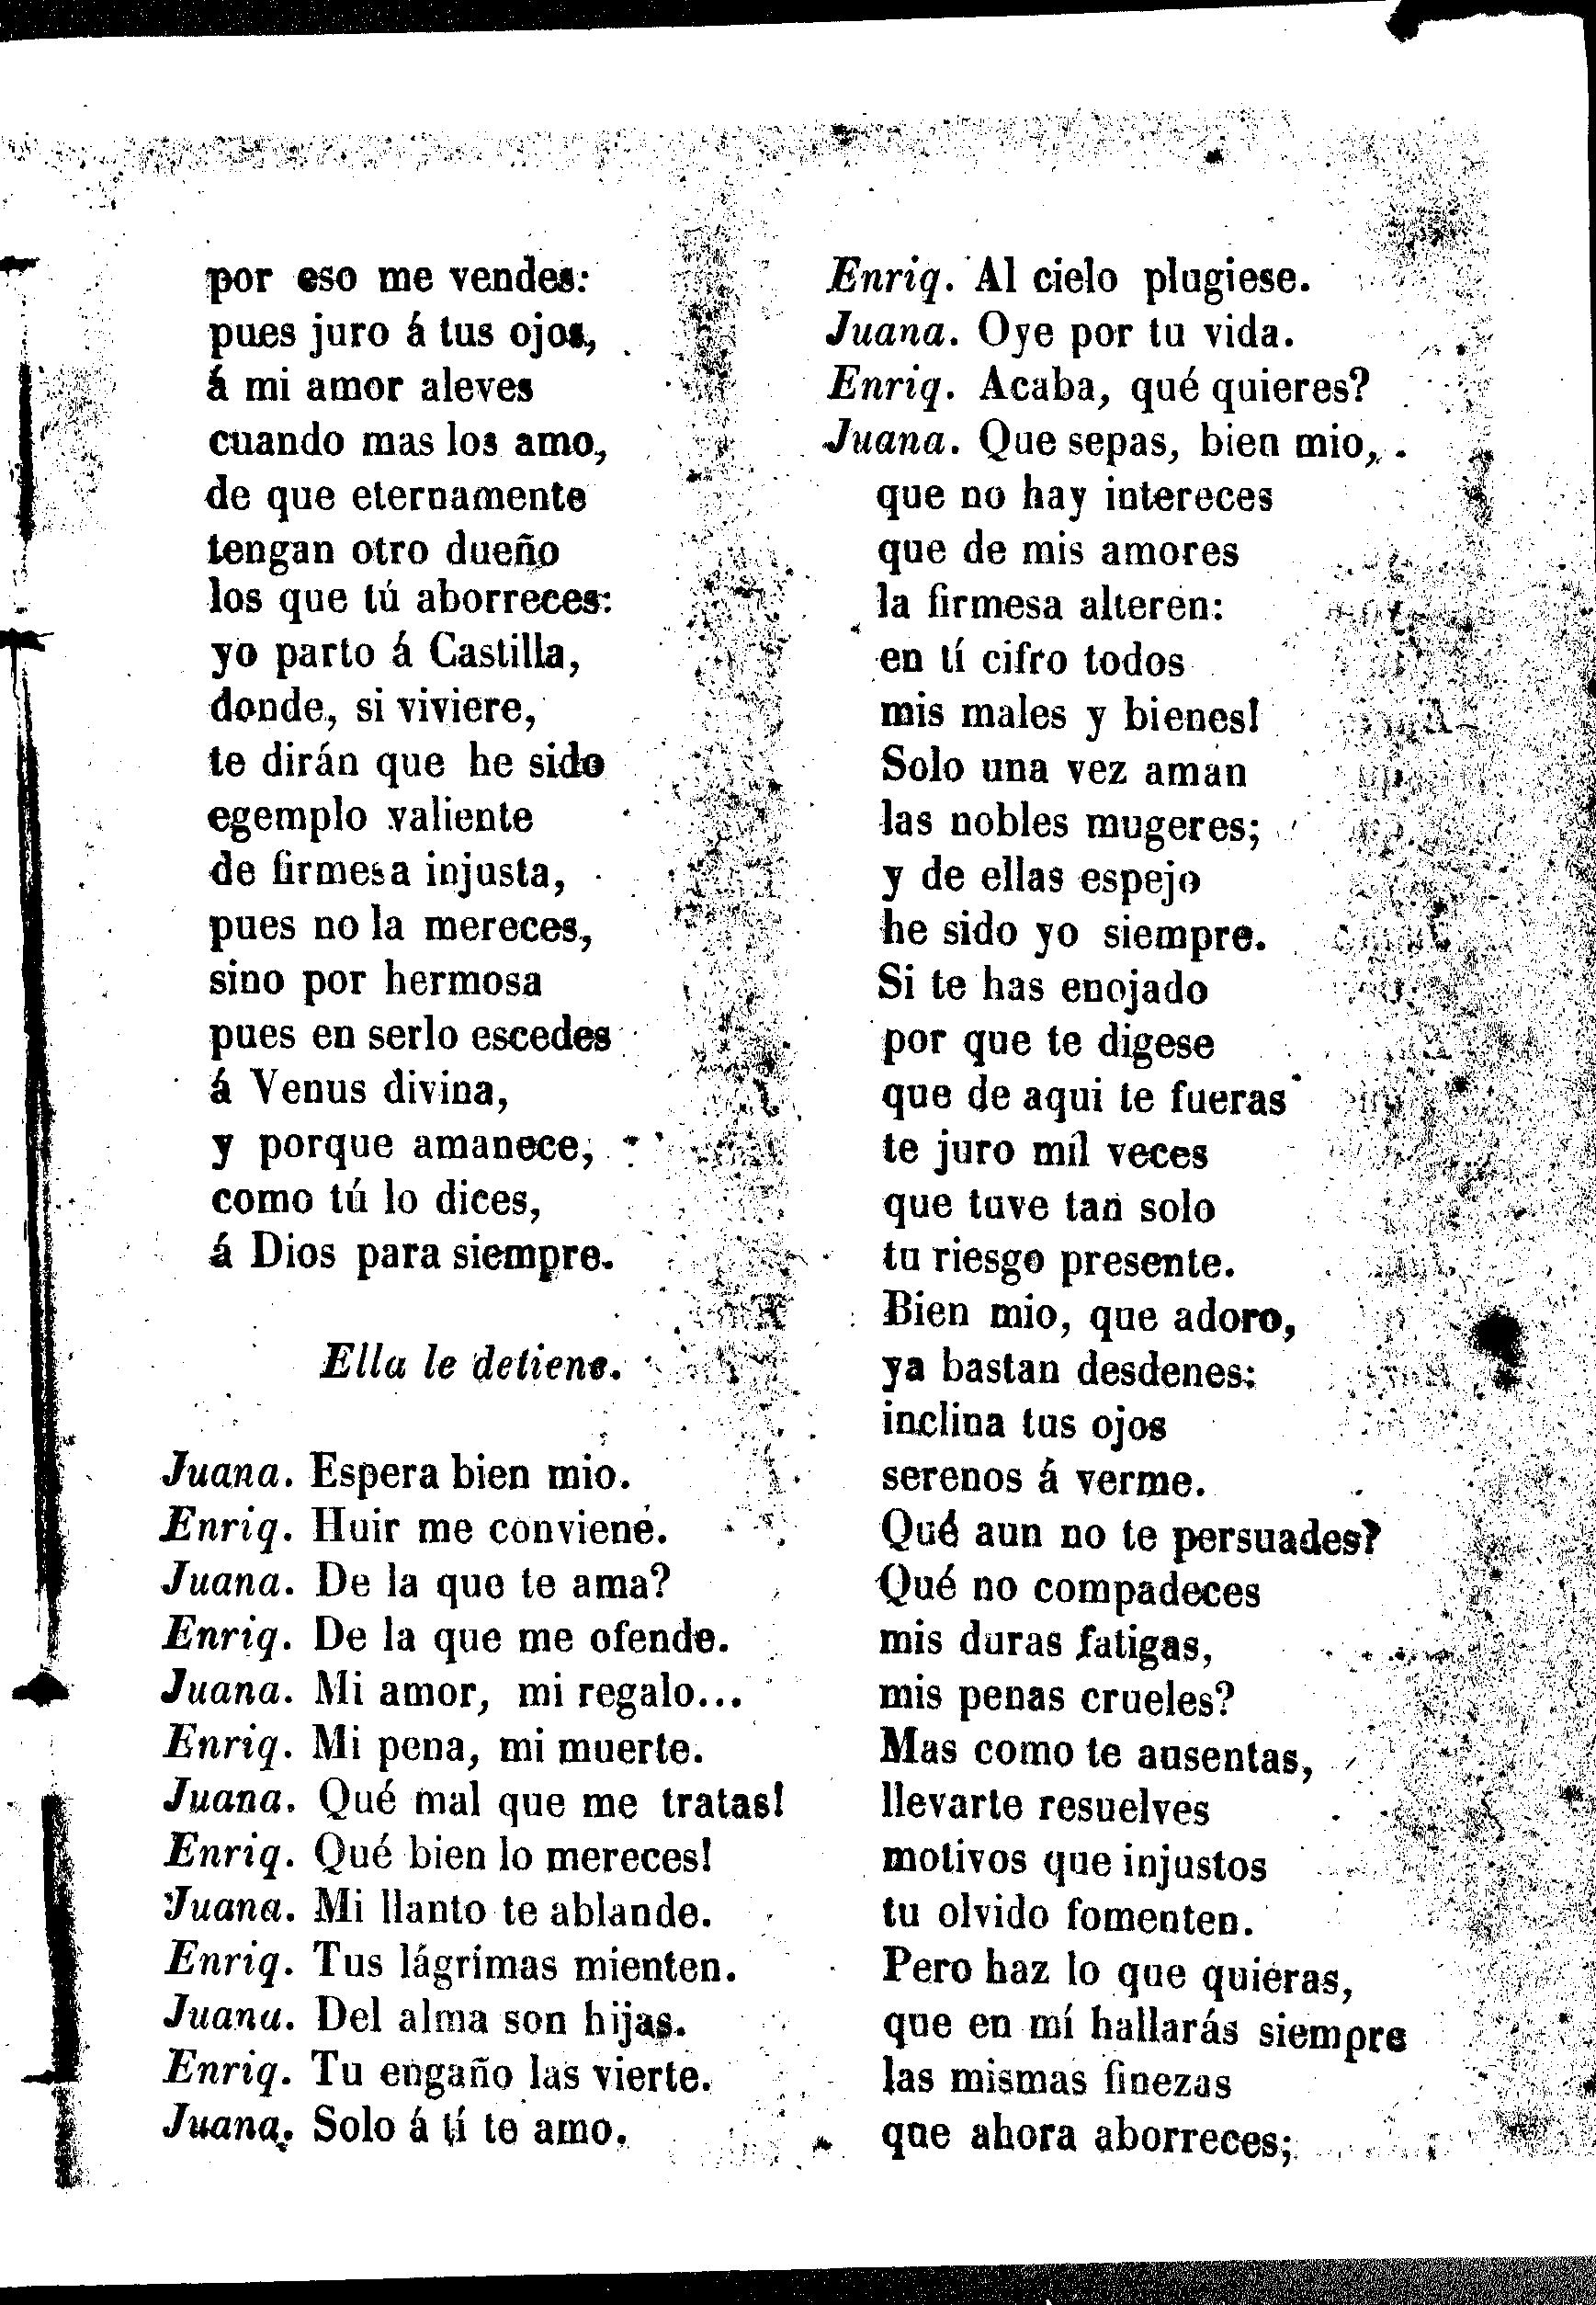 por eso me vendes:
pues juro á tus ojos,
á mi amor aleves
cuando mas los amo,
de que eternamente
tengan otro dueño
los que tú aborreces:
yo parto á Castilla,
donde, si viviere,
te dirán que he sido
egemplo valiente
de firmesa injusta,
pues no la mereces,
sino por hermosa
pues en serlo escedes
á Venus divina,
y porque amanece,
como tú lo dices,
á Dios para siempre.
Ella le detiene.
Juana. Espera bien mio.
Enriq. Huir me conviene.
Juana. De la que te ama?
Enriq. De la que me ofende.
Juana. Mi amor, mi regalo...
Enriq. Mi pena, mi muerte.
Juana. Qué mal que me tratas!
Enriq. Qué bien lo mereces!
Juana. Mi llanto te ablande.
Enriq. Tus lágrimas mienten.
Juana. Del alma son hijas.
Enriq. Tu engaño las vierte.
Juana. Solo á tí te amo.
Enriq. Al cielo plugiese.
Juana. Oye por tu vida.
Enriq. Acaba, qué quieres?
Juana. Que sepas, bien mio,
que no hay intereces
que de mis amores
la firmesa alteren:
en tí cifro todos
mis males y bienes!
Solo una vez aman
las nobles mugeres;
y de ellas espejo
he sido yo siempre.
Si te has enojado
por que te digese
que de aqui te fueras
te juro mil veces
que tuve tan solo
tu riesgo presente.
Bien mio, que adoro,
ya bastan desdenes:
inclina tus ojos
serenos á verme.
Qué aun no te persuades?
Qué no compadeces
mis duras fatigas,
mis penas crueles?
Mas como te ausentas,
llevarte resuelves
motivos que injustos
tu olvido fomenten.
Pero haz lo que quieras,
que en mí hallarás siempre
las mismas finezas
que ahora aborreces;